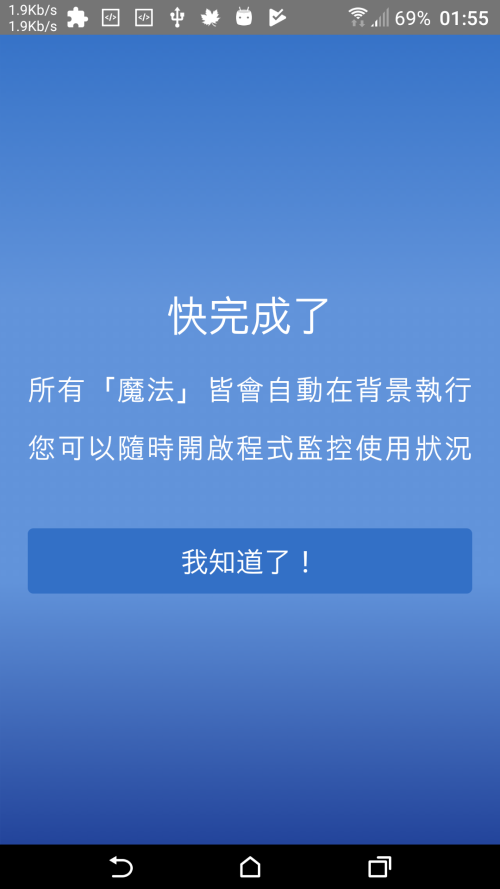 1.9Kb/s
1.9Kb/s
69% 01:55
快完成了
所有「魔法」皆會自動在背景執行
您可以隨時開啟程式監控使用狀況
我知道了！